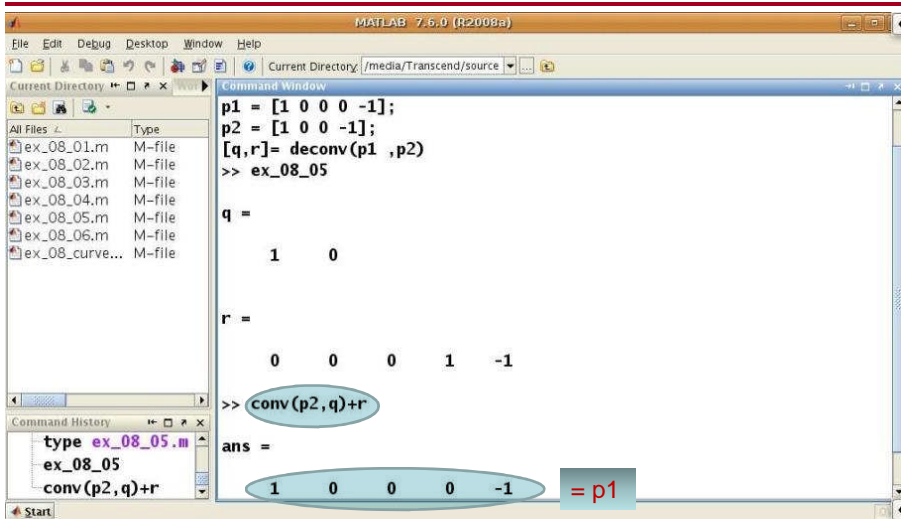 MATLAB 7.6.0 (R2008a)
File Edit Debug Desktop Window Help
Current Directory: /media/Transcend/source
Current Directory
All Files Type
ex_08_01.m M-file
ex_08_02.m M-file
ex_08_03.m M-file
ex_08_04.m M-file
ex_08_05.m M-file
ex_08_06.m M-file
ex_08_curve... M-file
Command History
type ex_08_05.m
ex_08_05
conv(p2,q)+r
Start
Command Window
p1 = [1 0 0 0 -1];
p2 = [1 0 0 -1];
[q,r]= deconv(p1 ,p2)
>> ex_08_05
q =
1 0
r =
0 0 0 1 -1
>> conv(p2,q)+r
ans =
1 0 0 0 -1
= p1